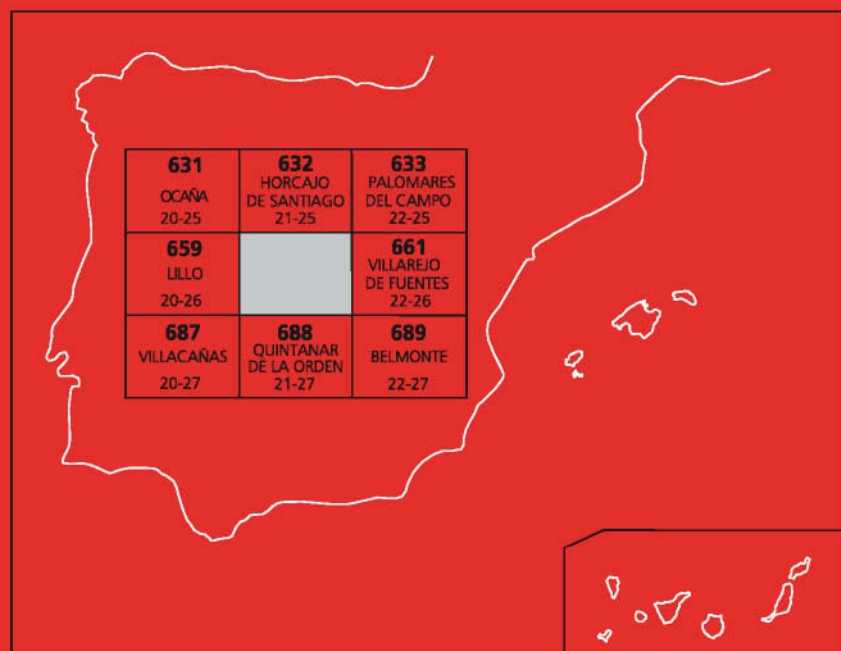 631
OCAÑA
20-25
632
HORCAJO
DE SANTIAGO
21-25
633
PALOMARES
DEL CAMPO
22-25
659
LILLO
20-26
661
VILLAREJO
DE FUENTES
22-26
687
VILLACAÑAS
20-27
688
QUINTANAR
DE LA ORDEN
21-27
689
BELMONTE
22-27